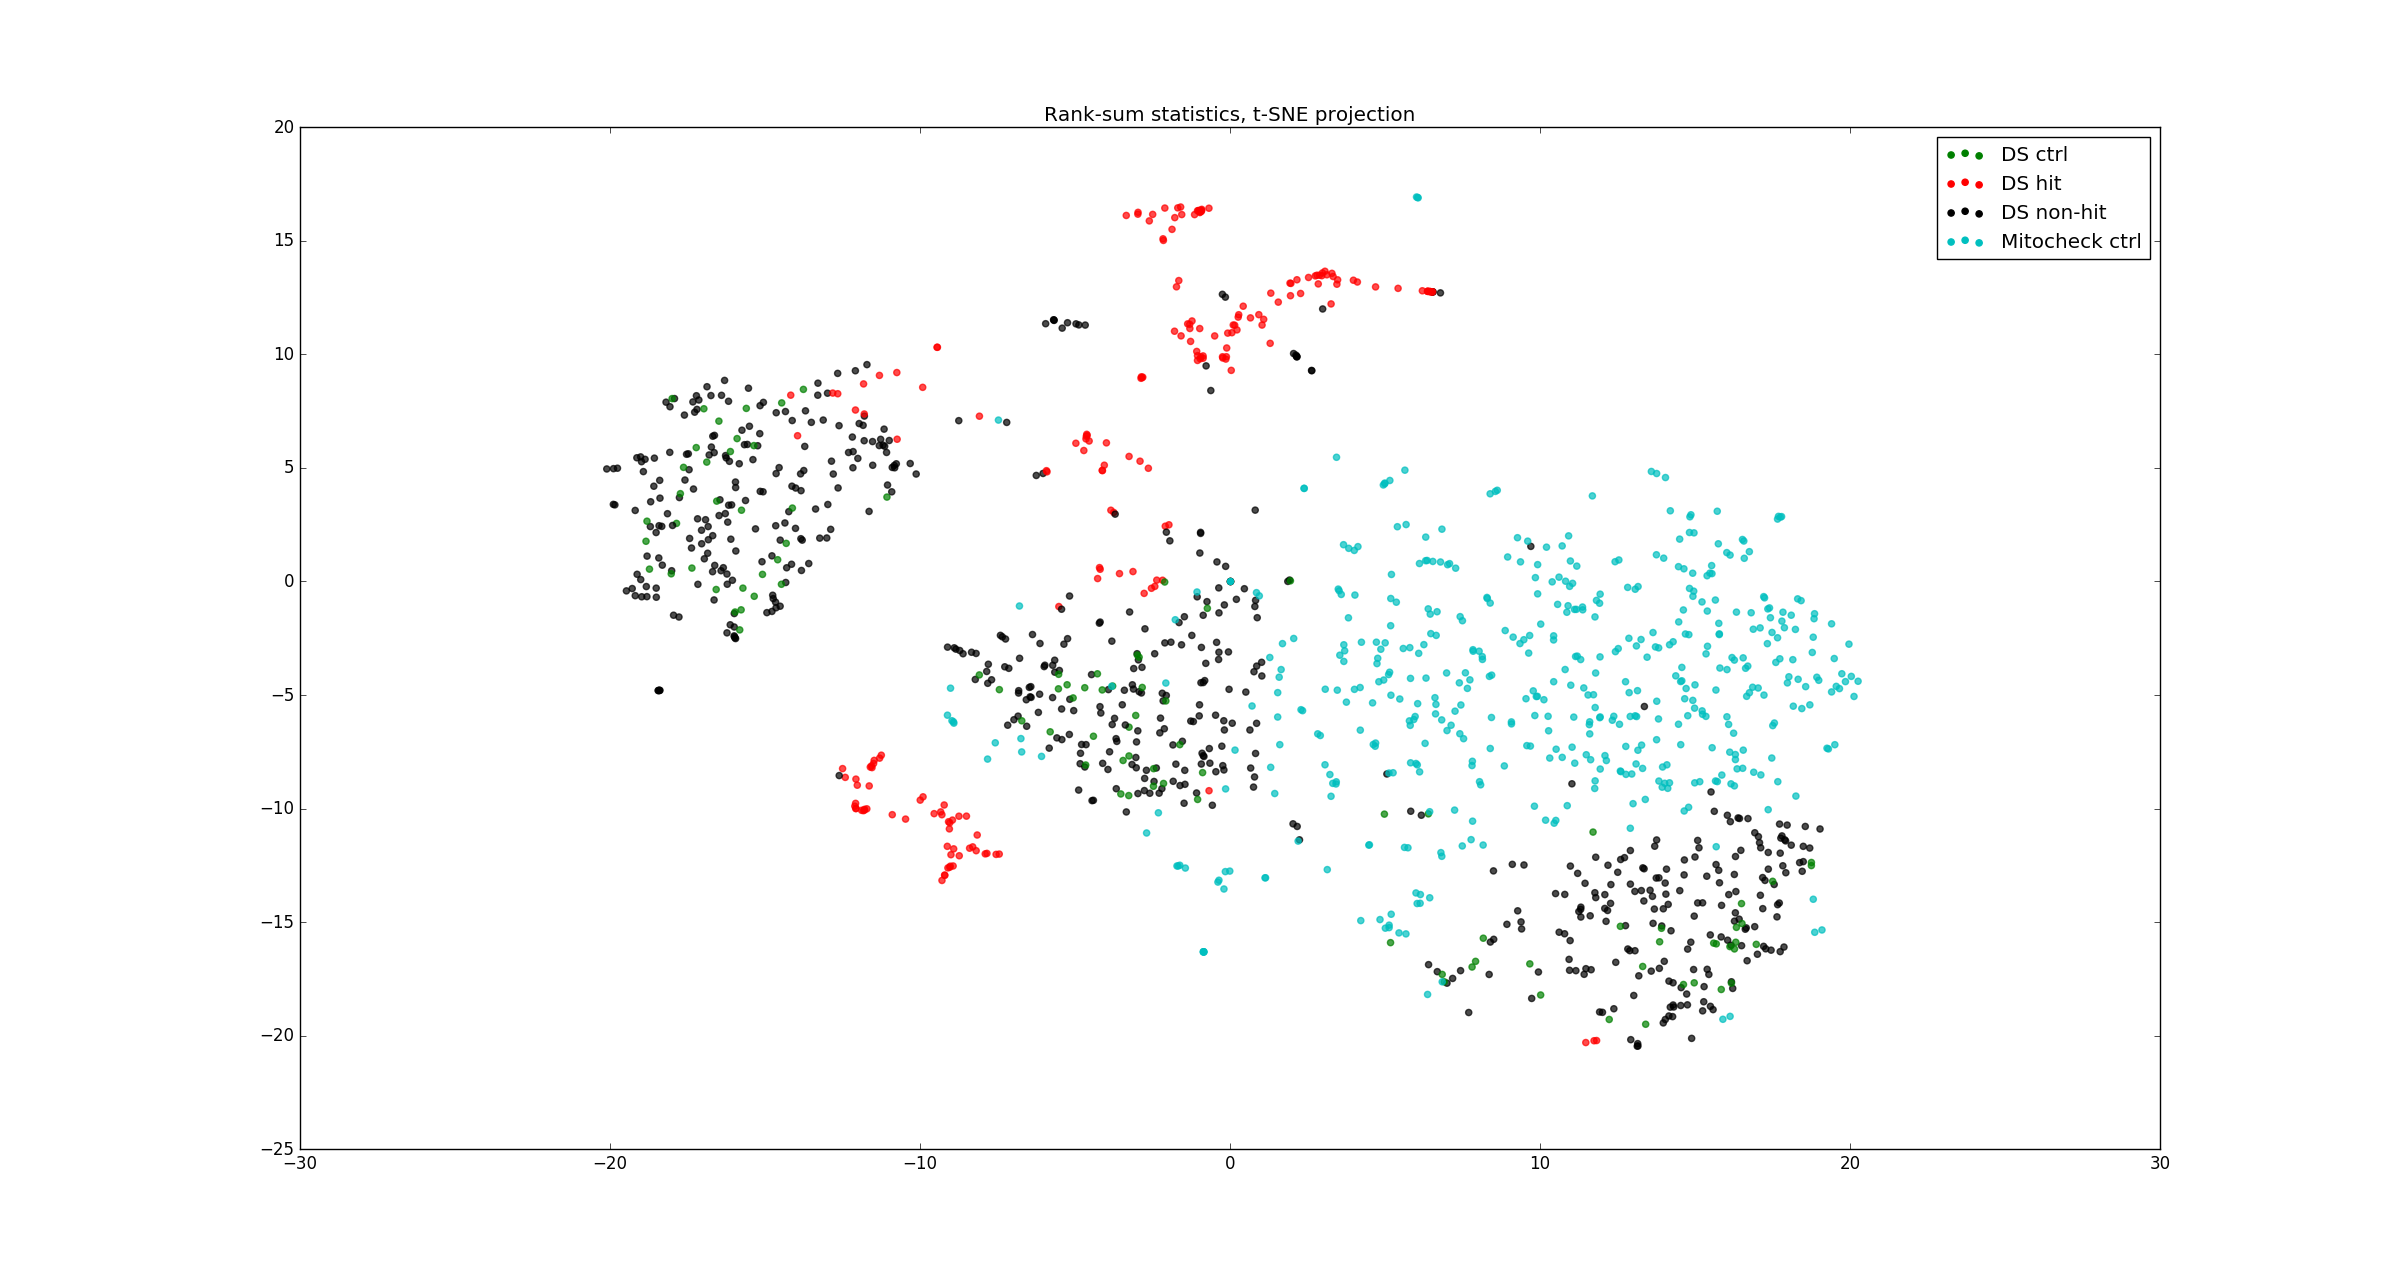 Rank-sum statistics, t-SNE projection
DS ctrl
DS hit
DS non-hit
Mitocheck ctrl
20
15
10
5
0
−5
−10
−15
−20
−25
−30 −20 −10 0 10 20 30